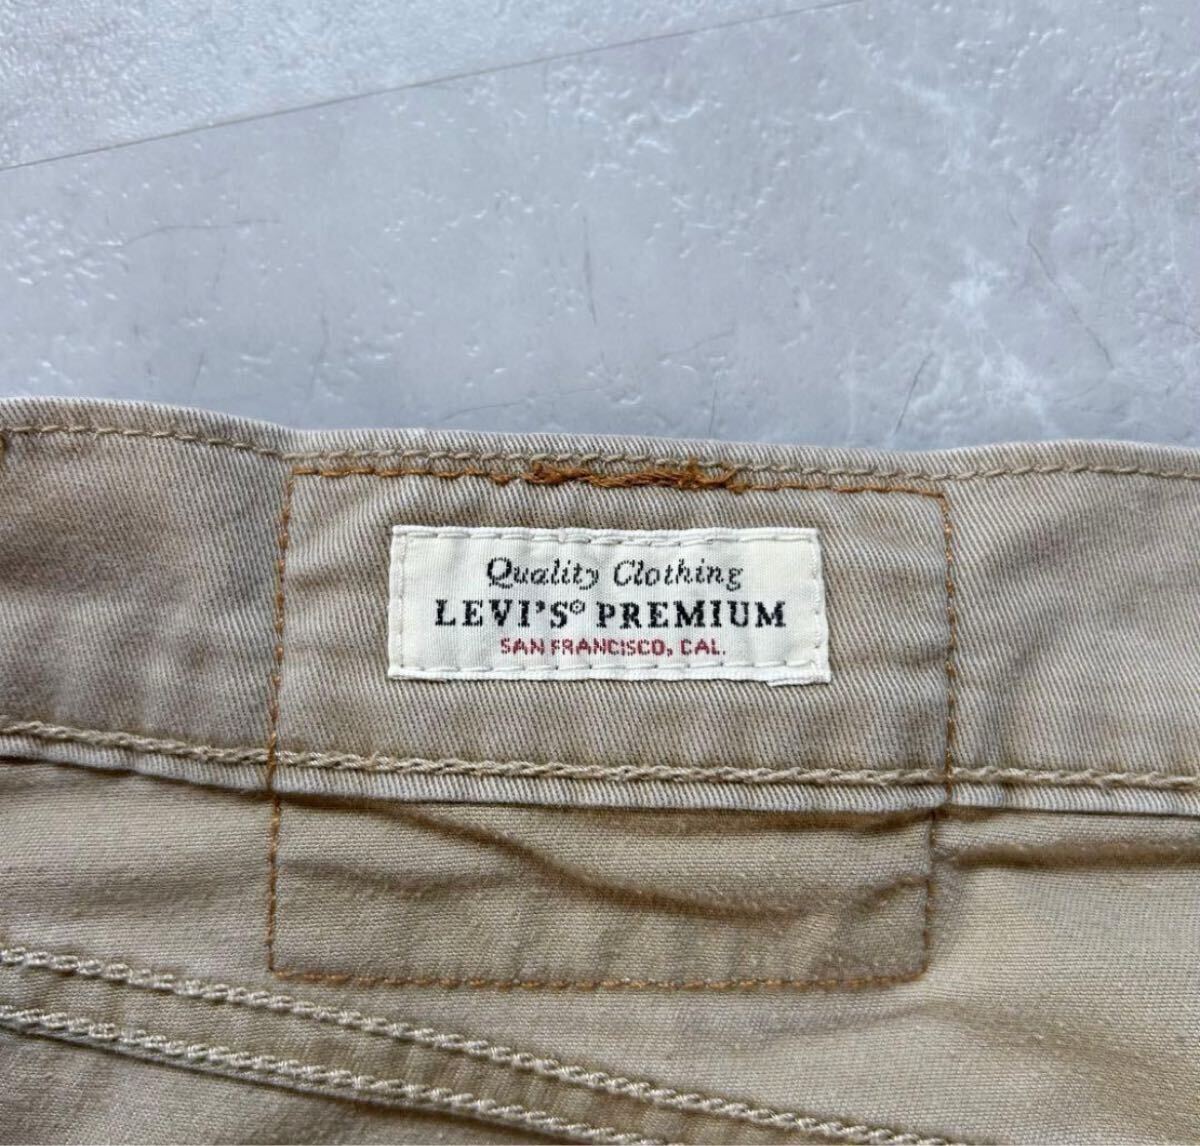 Quality Clothing
LEVI'S® PREMIUM
SAN FRANCISCO, CAL.